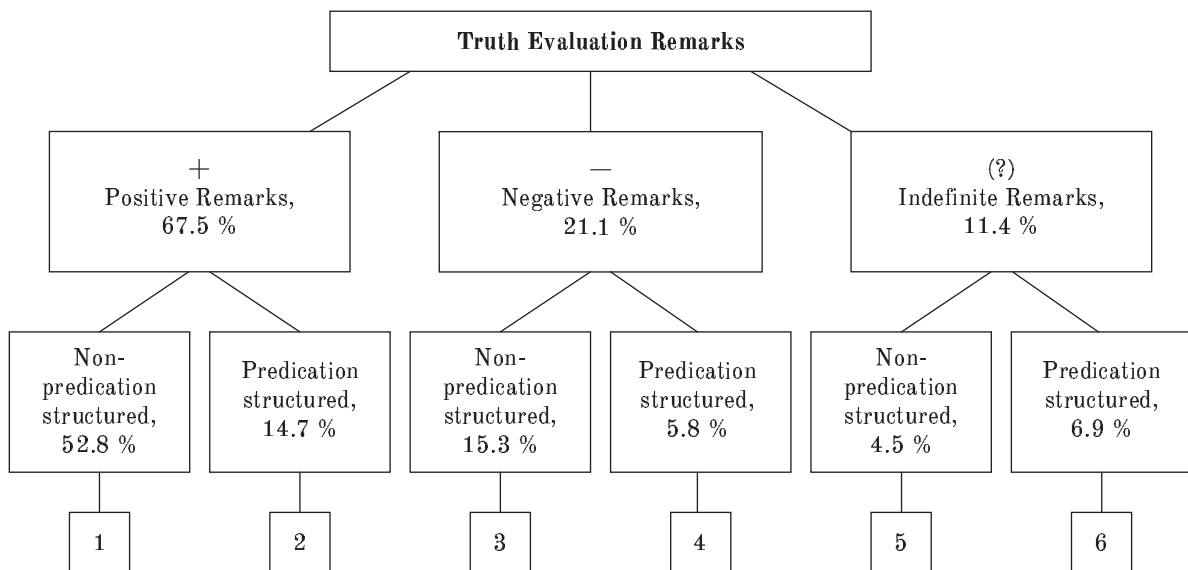 Truth Evaluation Remarks
+
Positive Remarks,
67.5 %
—
Negative Remarks,
21.1 %
(?)
Indefinite Remarks,
11.4 %
Non-
predication
structured,
52.8 %
Predication
structured,
14.7 %
Non-
predication
structured,
15.3 %
Predication
structured,
5.8 %
Non-
predication
structured,
4.5 %
Predication
structured,
6.9 %
1
2
3
4
5
6